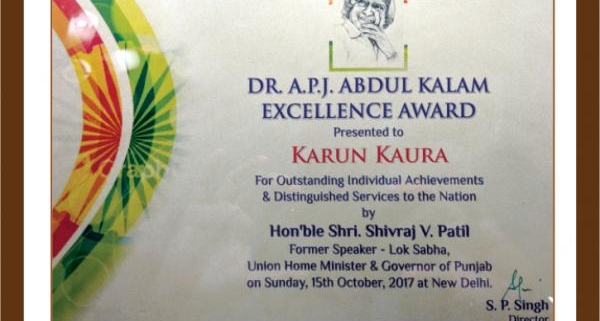 DR. A.P.J. ABDUL KALAM
EXCELLENCE AWARD
Presented to
KARUN KAURA
For Outstanding Individual Achievements
& Distinguished Services to the Nation
by
Hon'ble Shri. Shivraj V. Patil
Former Speaker - Lok Sabha,
Union Home Minister & Governor of Punjab
on Sunday, 15th October, 2017 at New Delhi.
S. P. Singh
Director